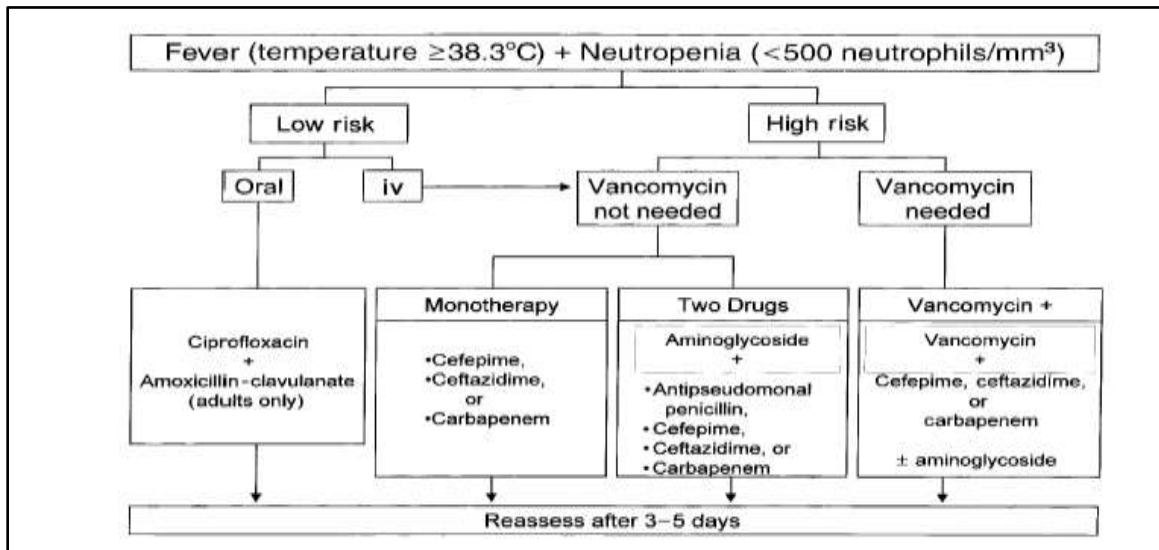 Fever (temperature ≥38.3°C) + Neutropenia (<500 neutrophils/mm³)
Low risk
High risk
Oral
iv
Vancomycin
not needed
Vancomycin
needed
Ciprofloxacin
+
Amoxicillin-clavulanate
(adults only)
Monotherapy
•Cefepime,
•Ceftazidime,
or
•Carbapenem
Two Drugs
Aminoglycoside
+
•Antipseudomonal
penicillin,
•Cefepime,
•Ceftazidime, or
•Carbapenem
Vancomycin +
Vancomycin
+
Cefepime, ceftazidime,
or
carbapenem
± aminoglycoside
Reassess after 3–5 days